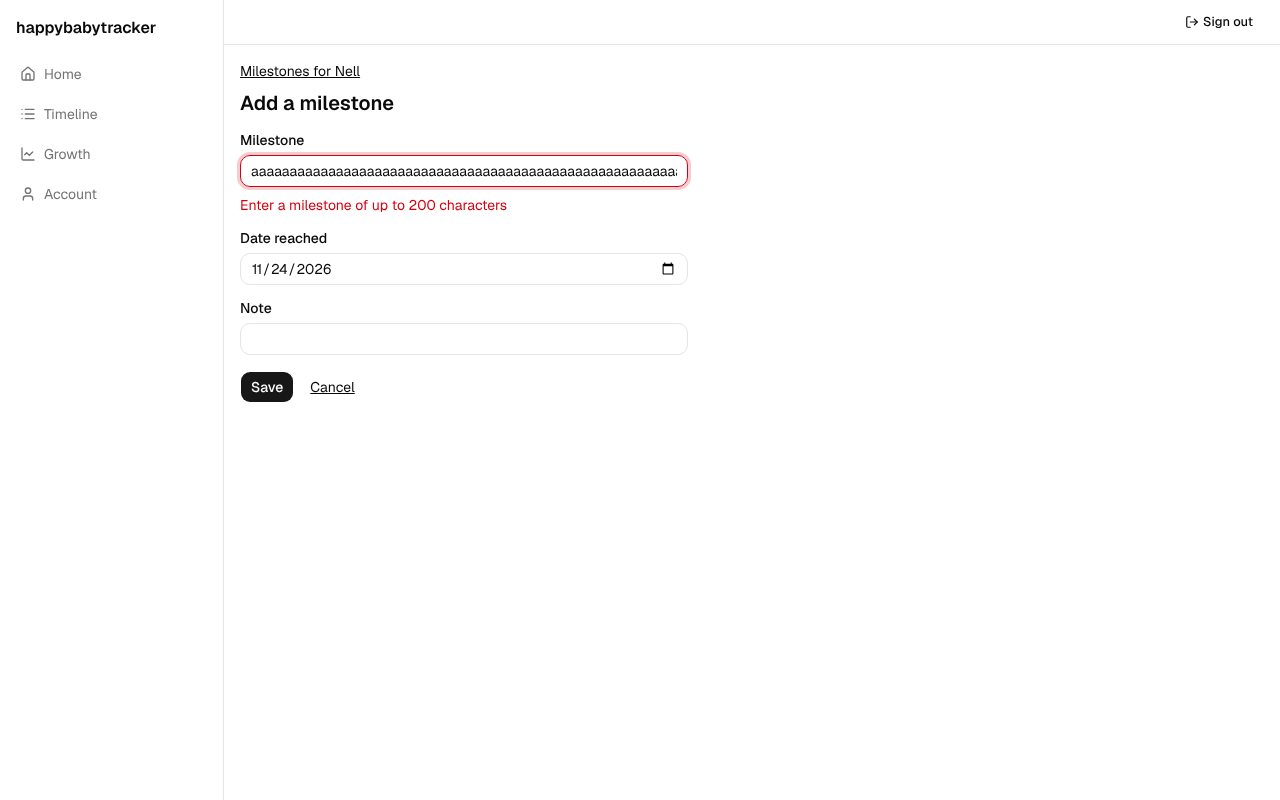 happybabytracker
Sign out
Home
Timeline
Growth
Account
Milestones for Nell
Add a milestone
Milestone
Enter a milestone of up to 200 characters
Date reached
11/24/2026
Note
Save
Cancel